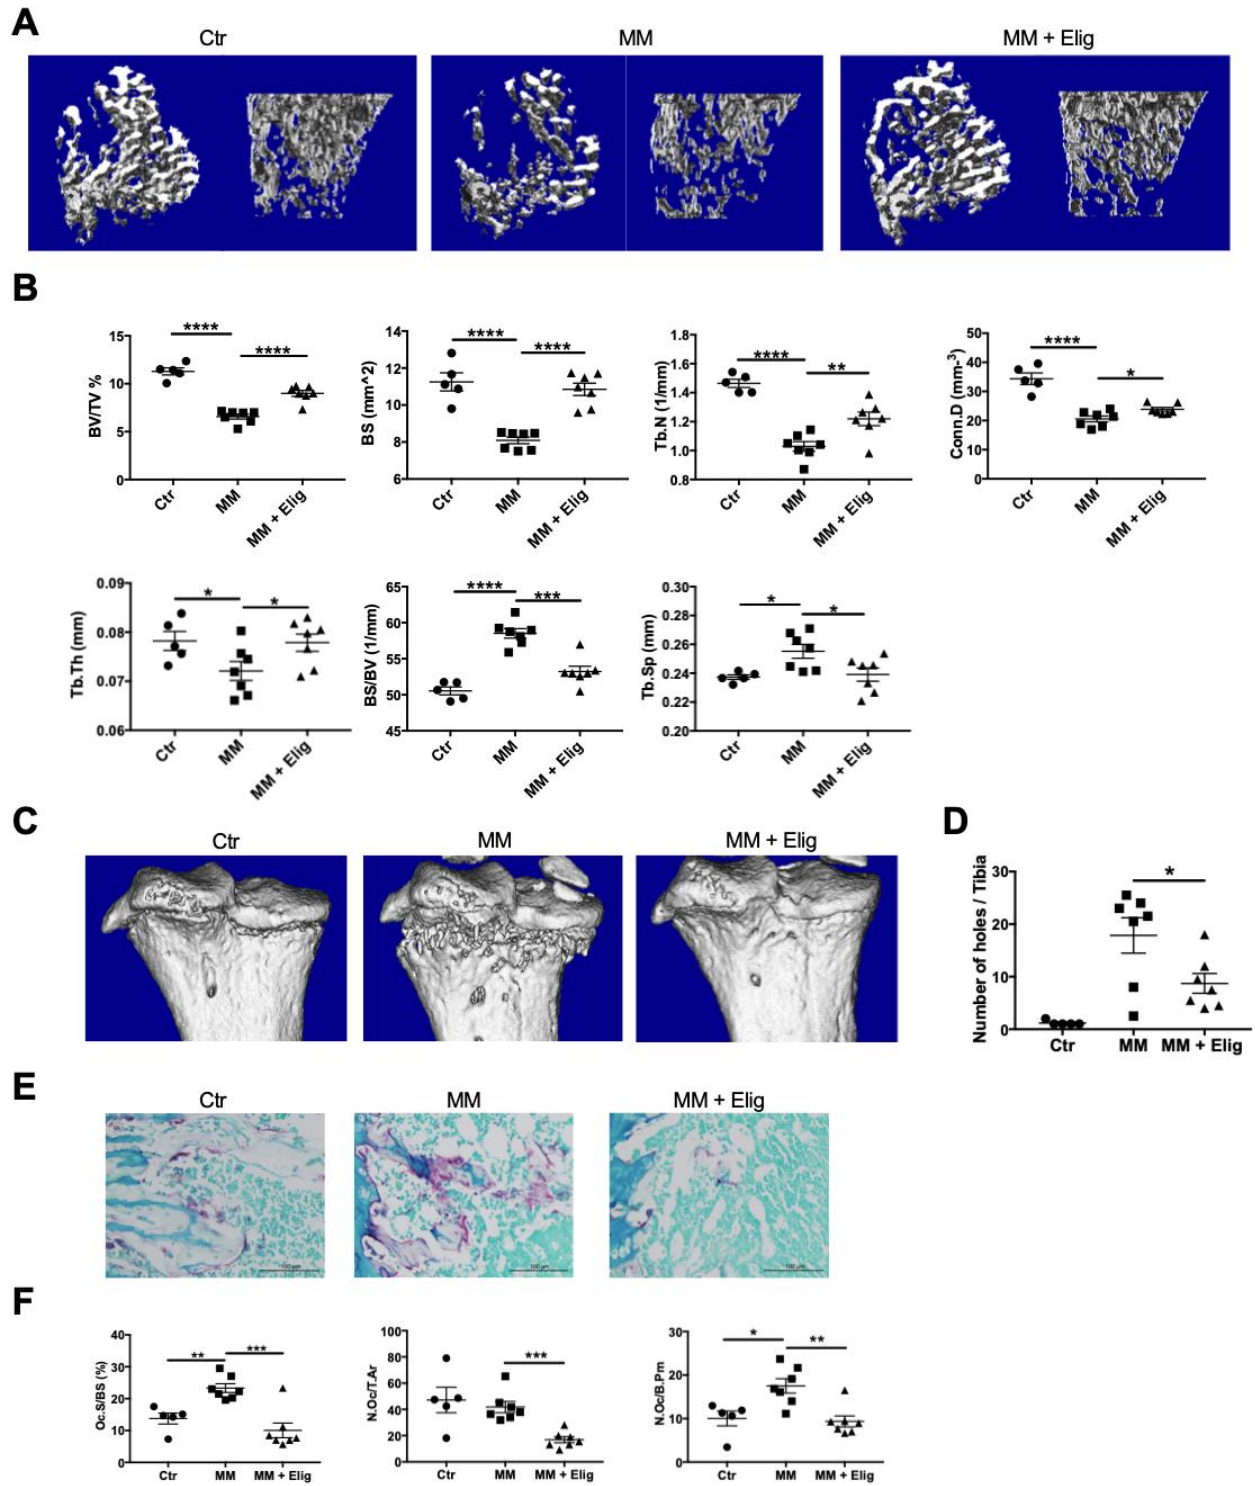 A
Ctr MM MM + Elig
B
**** ****
BV/TV %
15
10
5
0
Ctr MM MM + Elig
**** ****
BS (mm^2)
14
12
10
8
6
Ctr MM MM + Elig
**** **
Tb.N (1/mm)
1.8
1.6
1.4
1.2
1.0
0.8
Ctr MM MM + Elig
**** *
Conn.D (mm-³)
50
40
30
20
10
0
Ctr MM MM + Elig
* *
Tb.Th (mm)
0.09
0.08
0.07
0.06
Ctr MM MM + Elig
**** ***
BS/BV (1/mm)
65
60
55
50
45
Ctr MM MM + Elig
* *
Tb.Sp (mm)
0.30
0.28
0.26
0.24
0.22
0.20
Ctr MM MM + Elig
C
Ctr MM MM + Elig
D
*
Number of holes / Tibia
30
20
10
0
Ctr MM MM + Elig
E
Ctr MM MM + Elig
100 µm 100 µm 100 µm
F
** ***
Oc.S/BS (%)
40
30
20
10
0
Ctr MM MM + Elig
***
N.Oc/T.Ar
100
80
60
40
20
0
Ctr MM MM + Elig
* **
N.Oc/B.Pm
30
20
10
0
Ctr MM MM + Elig